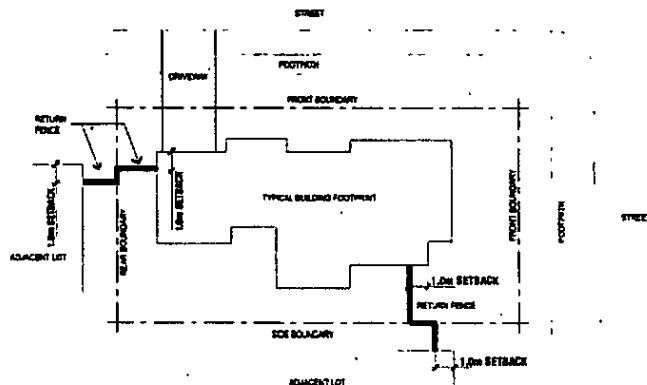 STREET
DRIVEWAY
FOOTPATH
FRONT BOUNDARY
RETURN
FENCE
1.0m SETBACK
1.0m SETBACK
TYPICAL BUILDING FOOTPRINT
FRONT BOUNDARY
FOOTPATH
STREET
REAR BOUNDARY
ADJACENT LOT
1.0m SETBACK
RETURN FENCE
SIDE BOUNDARY
1.0m SETBACK
ADJACENT LOT